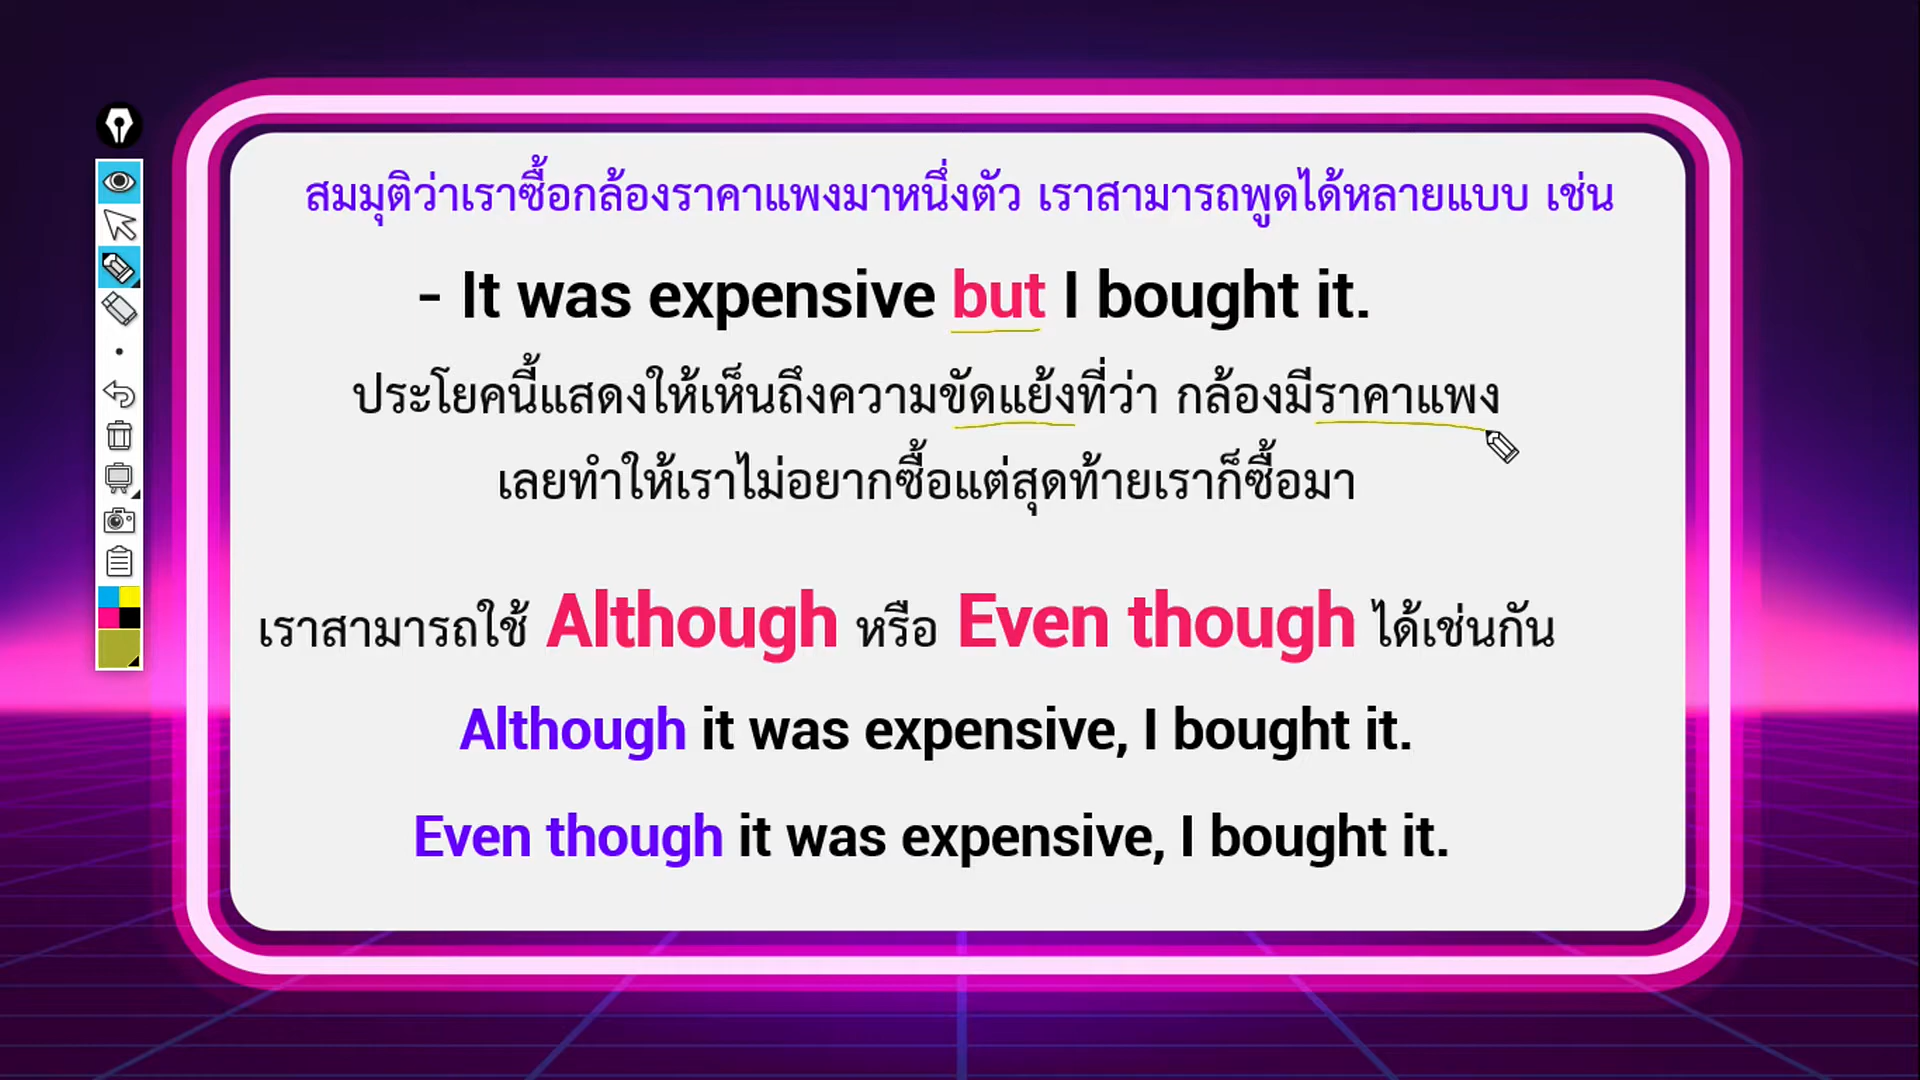 สมมุติว่าเราซื้อกล้องราคาแพงมาหนึ่งตัว เราสามารถพูดได้หลายแบบ เช่น
- It was expensive but I bought it.
ประโยคนี้แสดงให้เห็นถึงความขัดแย้งที่ว่า กล้องมีราคาแพง
เลยทำให้เราไม่อยากซื้อแต่สุดท้ายเราก็ซื้อมา
เราสามารถใช้ Although หรือ Even though ได้เช่นกัน
Although it was expensive, I bought it.
Even though it was expensive, I bought it.